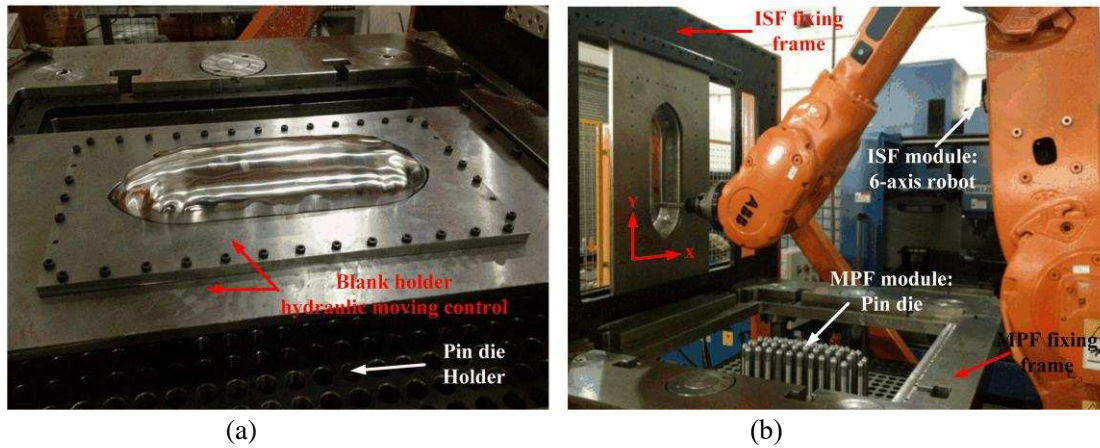 Blank holder
hydraulic moving control
Pin die
Holder
(a)
ISF fixing
frame
ISF module:
6-axis robot
ABB
Y
X
MPF module:
Pin die
MPF fixing
frame
(b)